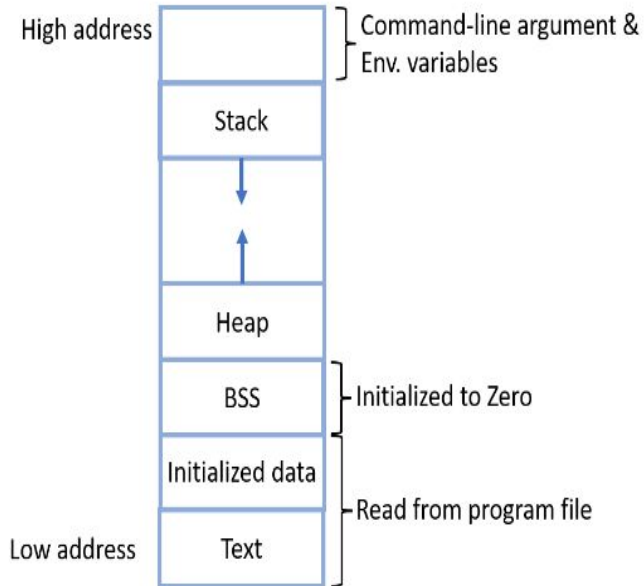 High address
Command-line argument &
Env. variables
Stack
Heap
BSS
Initialized to Zero
Initialized data
Read from program file
Low address
Text